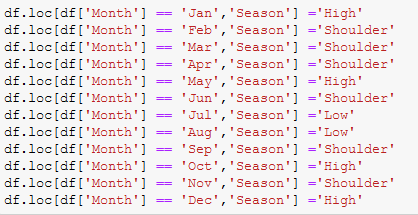 df.loc[df['Month'] == 'Jan','Season'] ='High'
df.loc[df['Month'] == 'Feb','Season'] ='Shoulder'
df.loc[df['Month'] == 'Mar','Season'] ='Shoulder'
df.loc[df['Month'] == 'Apr','Season'] ='Shoulder'
df.loc[df['Month'] == 'May','Season'] ='High'
df.loc[df['Month'] == 'Jun','Season'] ='Shoulder'
df.loc[df['Month'] == 'Jul','Season'] ='Low'
df.loc[df['Month'] == 'Aug','Season'] ='Low'
df.loc[df['Month'] == 'Sep','Season'] ='Shoulder'
df.loc[df['Month'] == 'Oct','Season'] ='High'
df.loc[df['Month'] == 'Nov','Season'] ='Shoulder'
df.loc[df['Month'] == 'Dec','Season'] ='High'